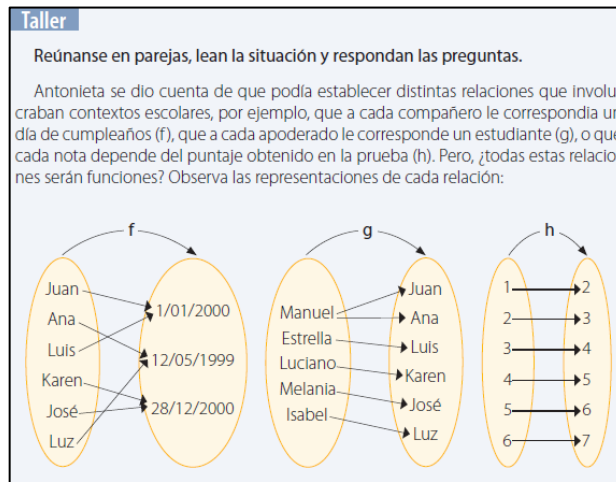 Taller
Reúnanse en parejas, lean la situación y respondan las preguntas.
Antonieta se dio cuenta de que podía establecer distintas relaciones que involu
craban contextos escolares, por ejemplo, que a cada compañero le correspondia un
día de cumpleaños (f), que a cada apoderado le corresponde un estudiante (g), o que
cada nota depende del puntaje obtenido en la prueba (h). Pero, ¿todas estas relacio
nes serán funciones? Observa las representaciones de cada relación:
f
Juan
Ana
Luis
Karen
José
Luz
1/01/2000
12/05/1999
28/12/2000
g
Manuel
Estrella
Luciano
Melania
Isabel
Juan
Ana
Luis
Karen
José
Luz
h
1
2
3
4
5
6
2
3
4
5
6
7